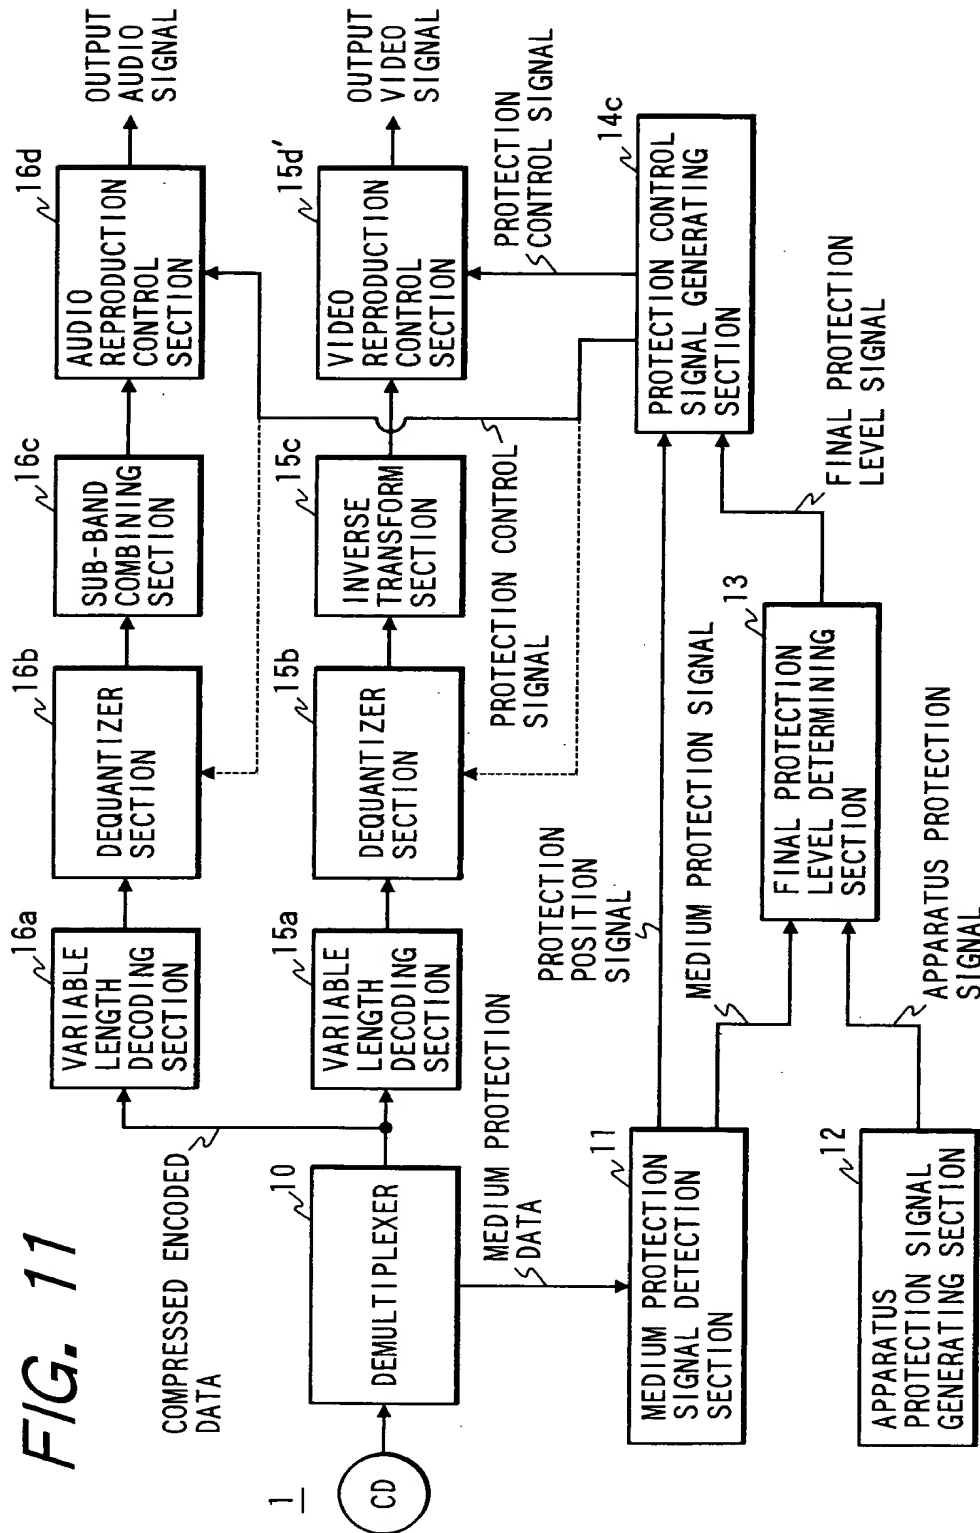 FIG. 11
1
CD
COMPRESSED ENCODED
DATA
10
DEMULTIPLEXER
MEDIUM PROTECTION
DATA
16a
VARIABLE
LENGTH
DECODING
SECTION
16b
DEQUANTIZER
SECTION
16c
SUB-BAND
COMBINING
SECTION
16d
AUDIO
REPRODUCTION
CONTROL
SECTION
OUTPUT
AUDIO
SIGNAL
15a
VARIABLE
LENGTH
DECODING
SECTION
15b
DEQUANTIZER
SECTION
15c
INVERSE
TRANSFORM
SECTION
15d'
VIDEO
REPRODUCTION
CONTROL
SECTION
OUTPUT
VIDEO
SIGNAL
PROTECTION CONTROL
SIGNAL
PROTECTION
CONTROL SIGNAL
PROTECTION
POSITION
SIGNAL
11
MEDIUM PROTECTION
SIGNAL DETECTION
SECTION
MEDIUM PROTECTION SIGNAL
12
APPARATUS
PROTECTION SIGNAL
GENERATING SECTION
APPARATUS PROTECTION
SIGNAL
13
FINAL PROTECTION
LEVEL DETERMINING
SECTION
FINAL PROTECTION
LEVEL SIGNAL
14c
PROTECTION CONTROL
SIGNAL GENERATING
SECTION